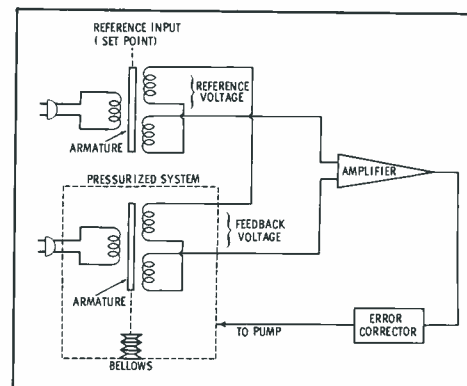 REFERENCE INPUT
(SET POINT)
REFERENCE
VOLTAGE
ARMATURE
PRESSURIZED SYSTEM
AMPLIFIER
FEEDBACK
VOLTAGE
ARMATURE
TO PUMP
ERROR
CORRECTOR
BELLOWS